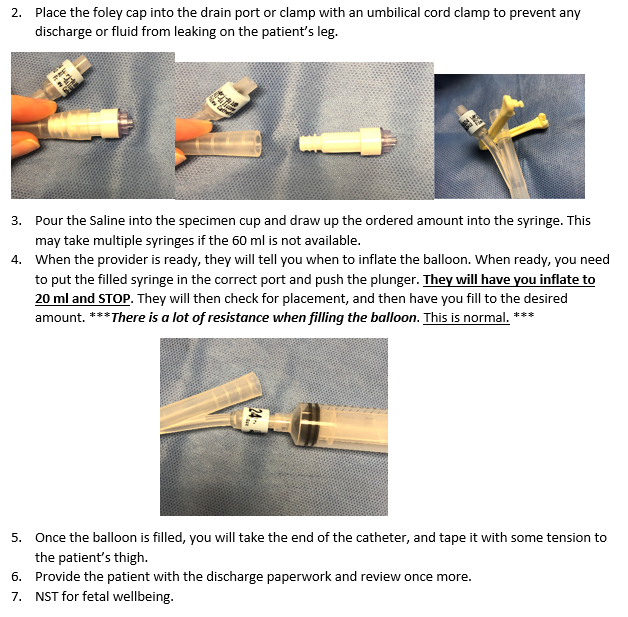 2. Place the foley cap into the drain port or clamp with an umbilical cord clamp to prevent any
discharge or fluid from leaking on the patient's leg.
3. Pour the Saline into the specimen cup and draw up the ordered amount into the syringe. This
may take multiple syringes if the 60 ml is not available.
4. When the provider is ready, they will tell you when to inflate the balloon. When ready, you need
to put the filled syringe in the correct port and push the plunger. They will have you inflate to
20 ml and STOP. They will then check for placement, and then have you fill to the desired
amount. ***There is a lot of resistance when filling the balloon. This is normal. ***
24
5. Once the balloon is filled, you will take the end of the catheter, and tape it with some tension to
the patient's thigh.
6. Provide the patient with the discharge paperwork and review once more.
7. NST for fetal wellbeing.